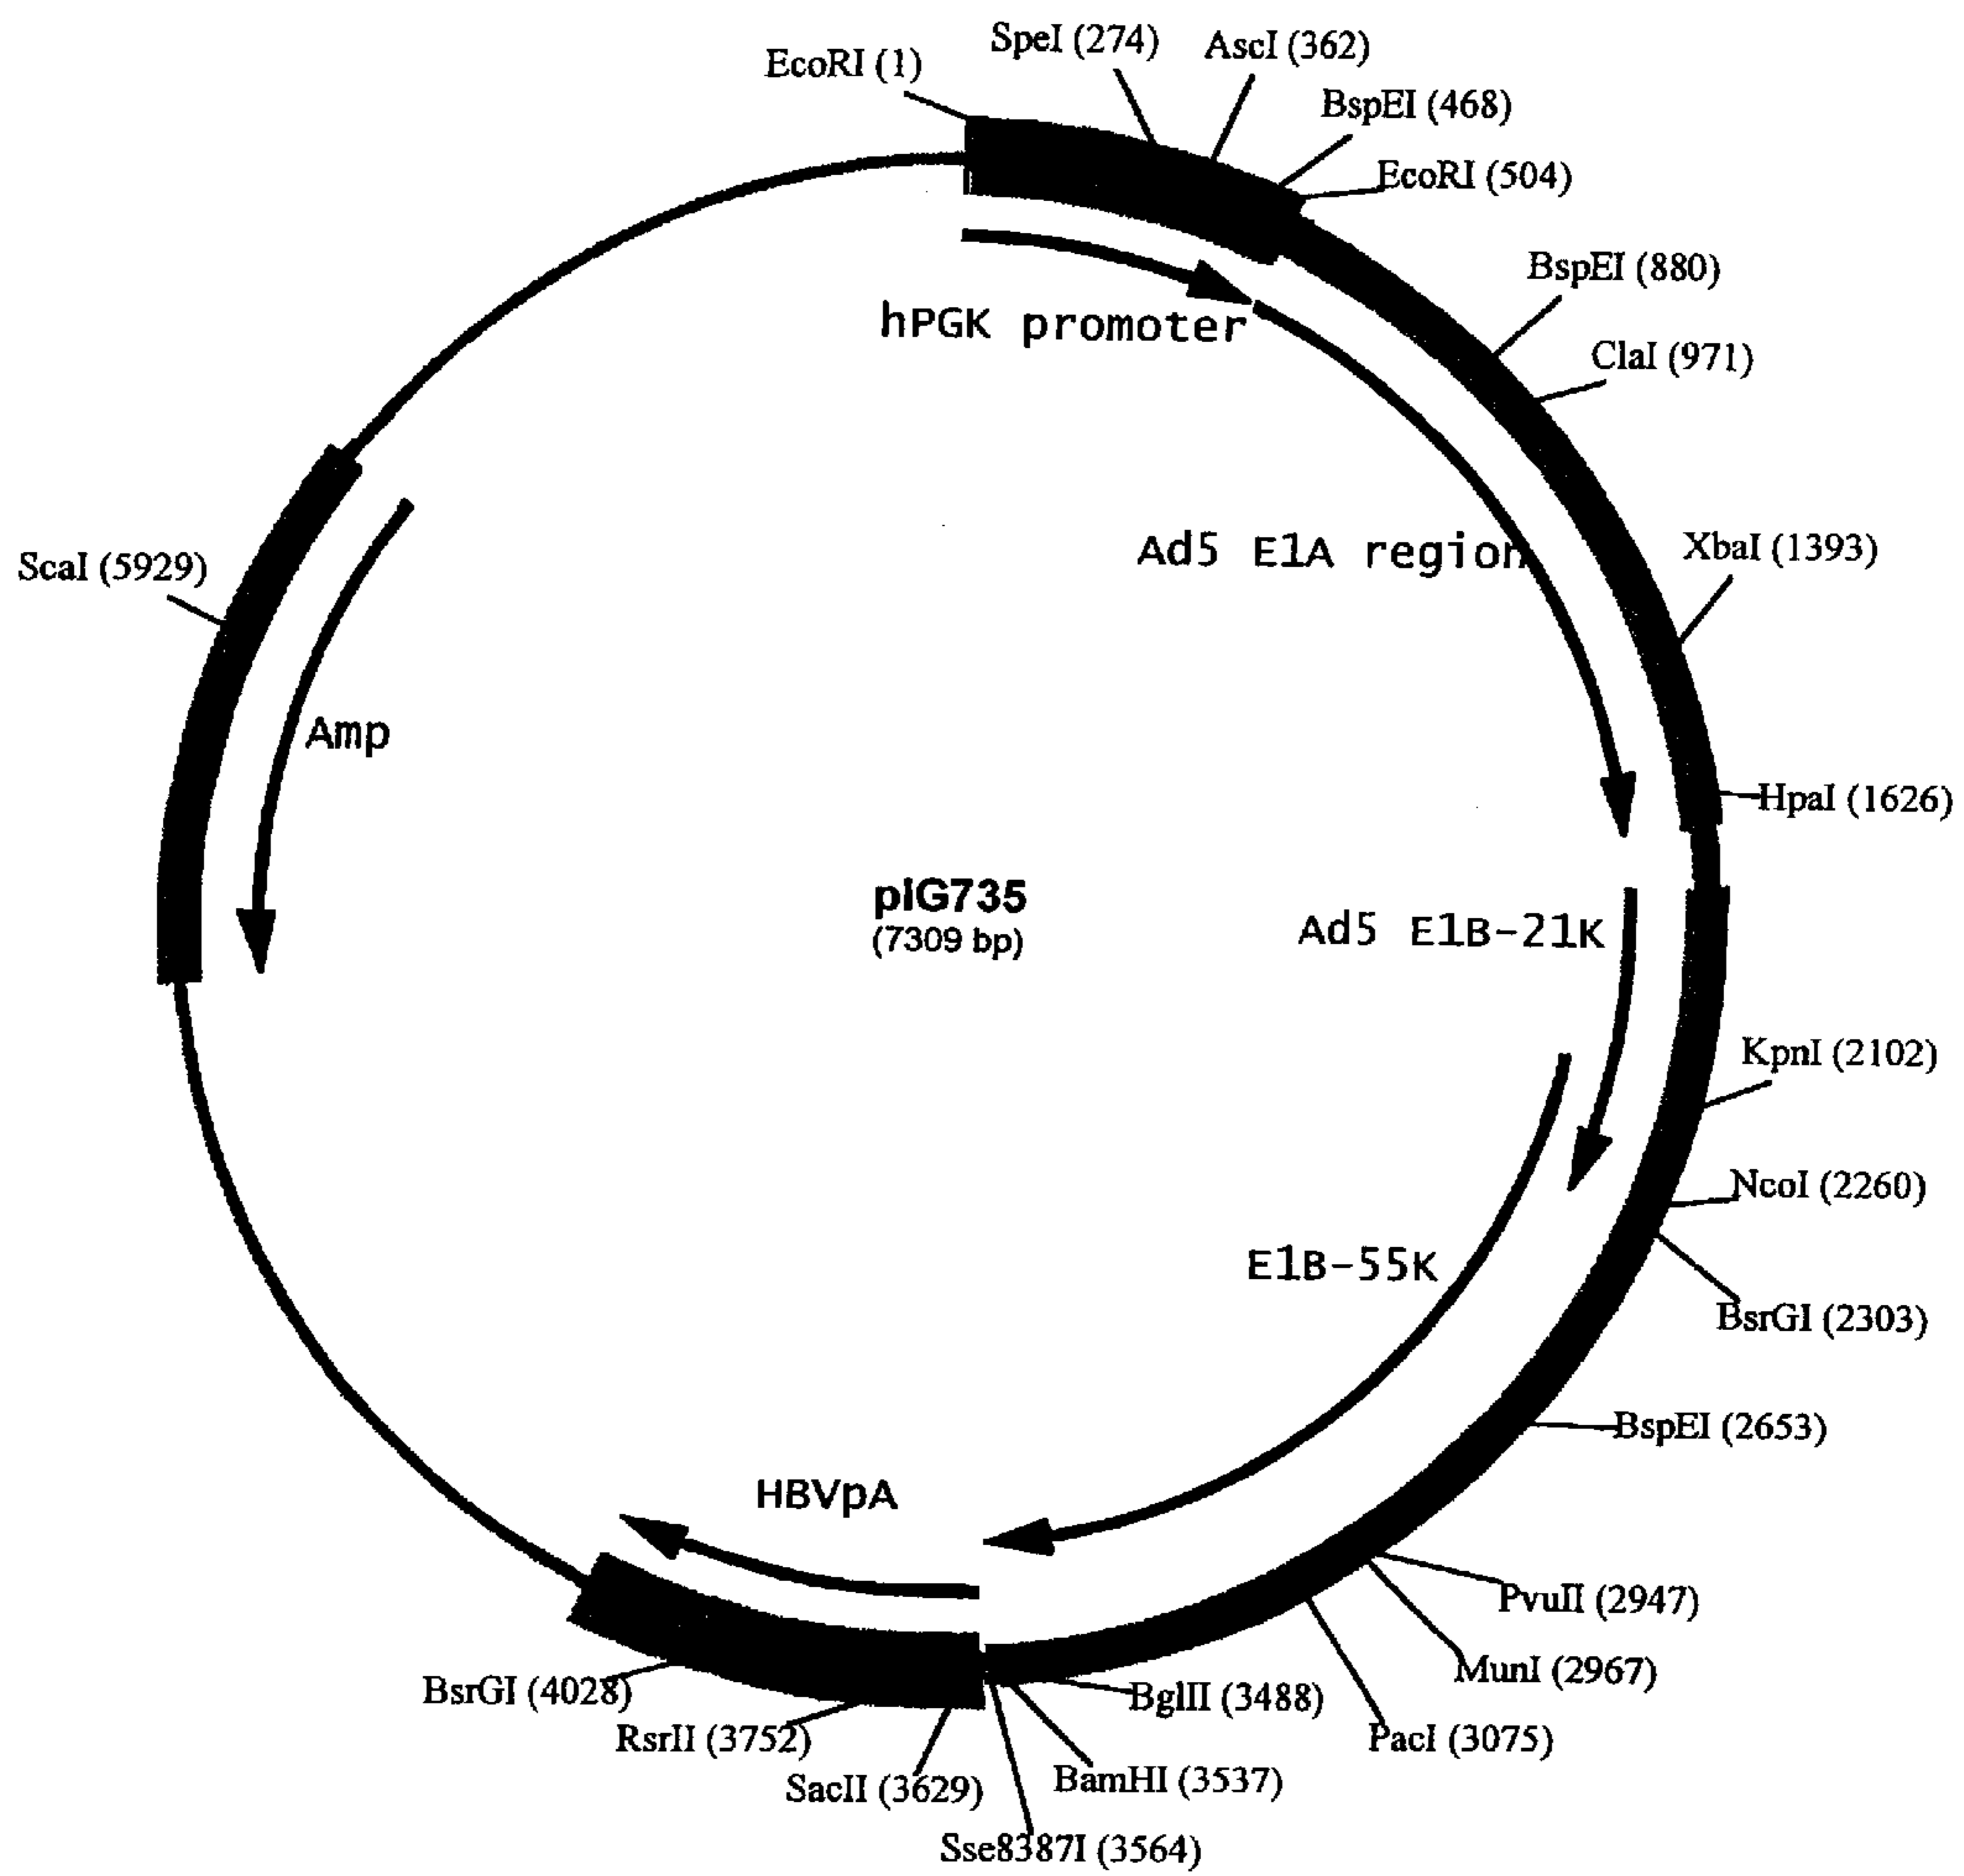 SpeI (274)
AscI (362)
EcoRI (1)
BspEI (468)
EcoRI (504)
BspEI (880)
hPGK promoter
ClaI (971)
Ad5 E1A region
XbaI (1393)
ScaI (5929)
Amp
HpaI (1626)
pIG735
(7309 bp)
Ad5 E1B-21K
KpnI (2102)
NcoI (2260)
E1B-55K
BsrGI (2303)
BspEI (2653)
HBVpA
PvuII (2947)
MunI (2967)
BsrGI (4028)
BglII (3488)
RsrII (3752)
PacI (3075)
SacII (3629)
BamHI (3537)
Sse8387I (3564)